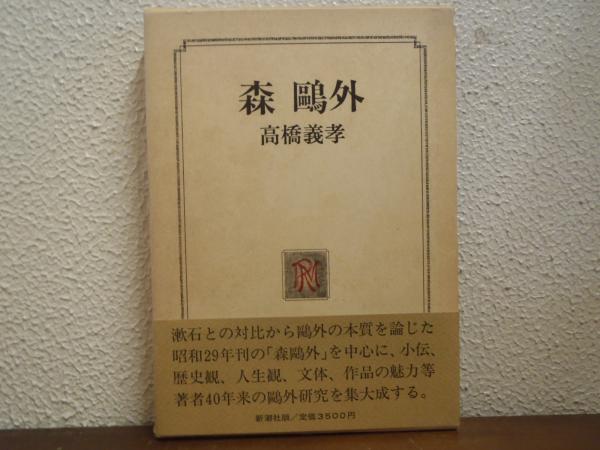 森 鷗外
高橋義孝
RM
漱石との対比から鷗外の本質を論じた
昭和29年刊の「森鷗外」を中心に、小伝、
歴史観、人生観、文体、作品の魅力等
著者40年来の鷗外研究を集大成する。
新潮社版/定価3500円